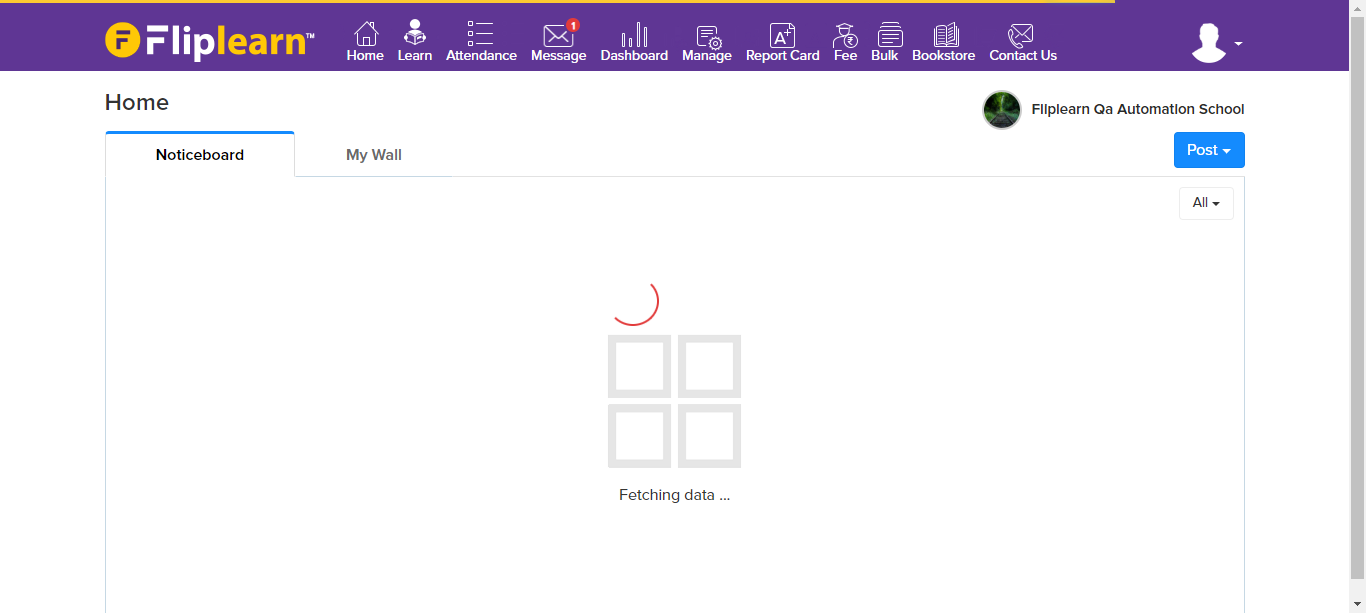 Fliplearn™
1
Home Learn Attendance Message Dashboard Manage Report Card Fee Bulk Bookstore Contact Us
Home
Fliplearn Qa Automation School
Noticeboard My Wall
Post
All
Fetching data ...